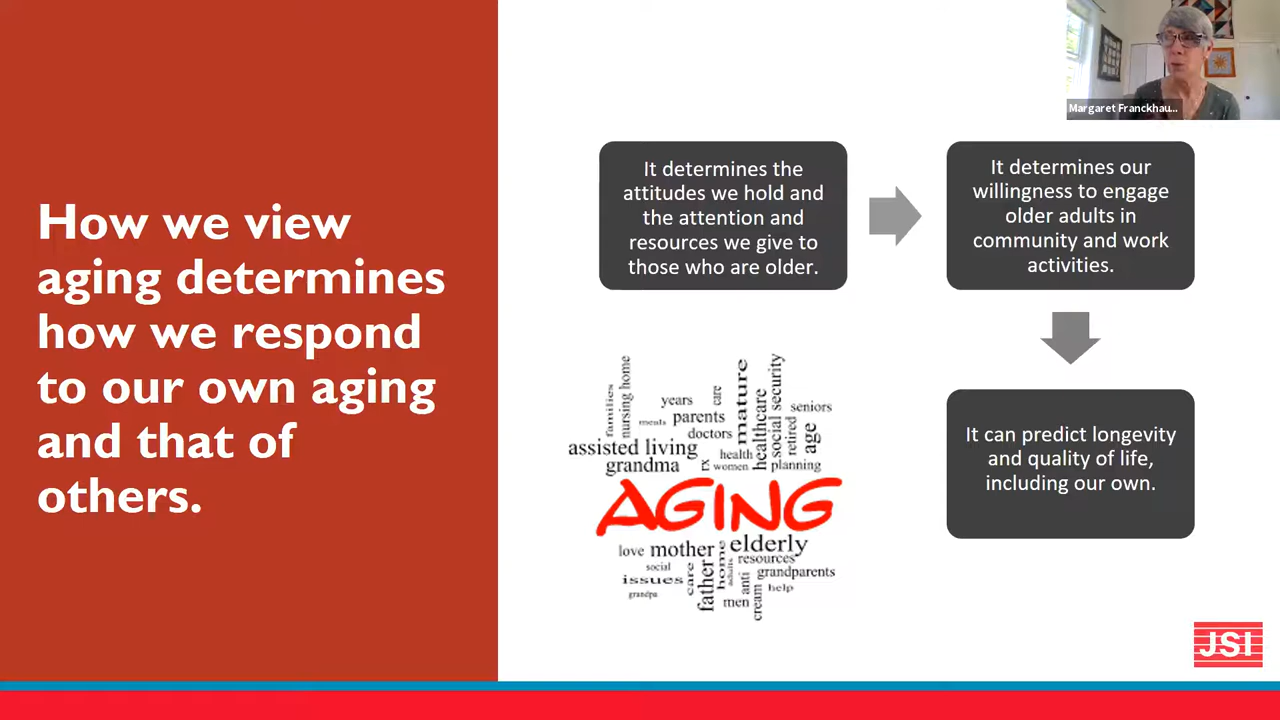 Margaret Franckhau...
How we view
aging determines
how we respond
to our own aging
and that of
others.
It determines the
attitudes we hold and
the attention and
resources we give to
those who are older.
It determines our
willingness to engage
older adults in
community and work
activities.
It can predict longevity
and quality of life,
including our own.
families
nursing home
years
care
mature
social security
healthcare
seniors
meals
parents
doctors
retired
age
assisted living
health
grandma
rx
women
planning
AGING
love
mother
elderly
social
care
home
resources
issues
father
adults
anti
grandparents
grandpa
men
cream
help
JSI